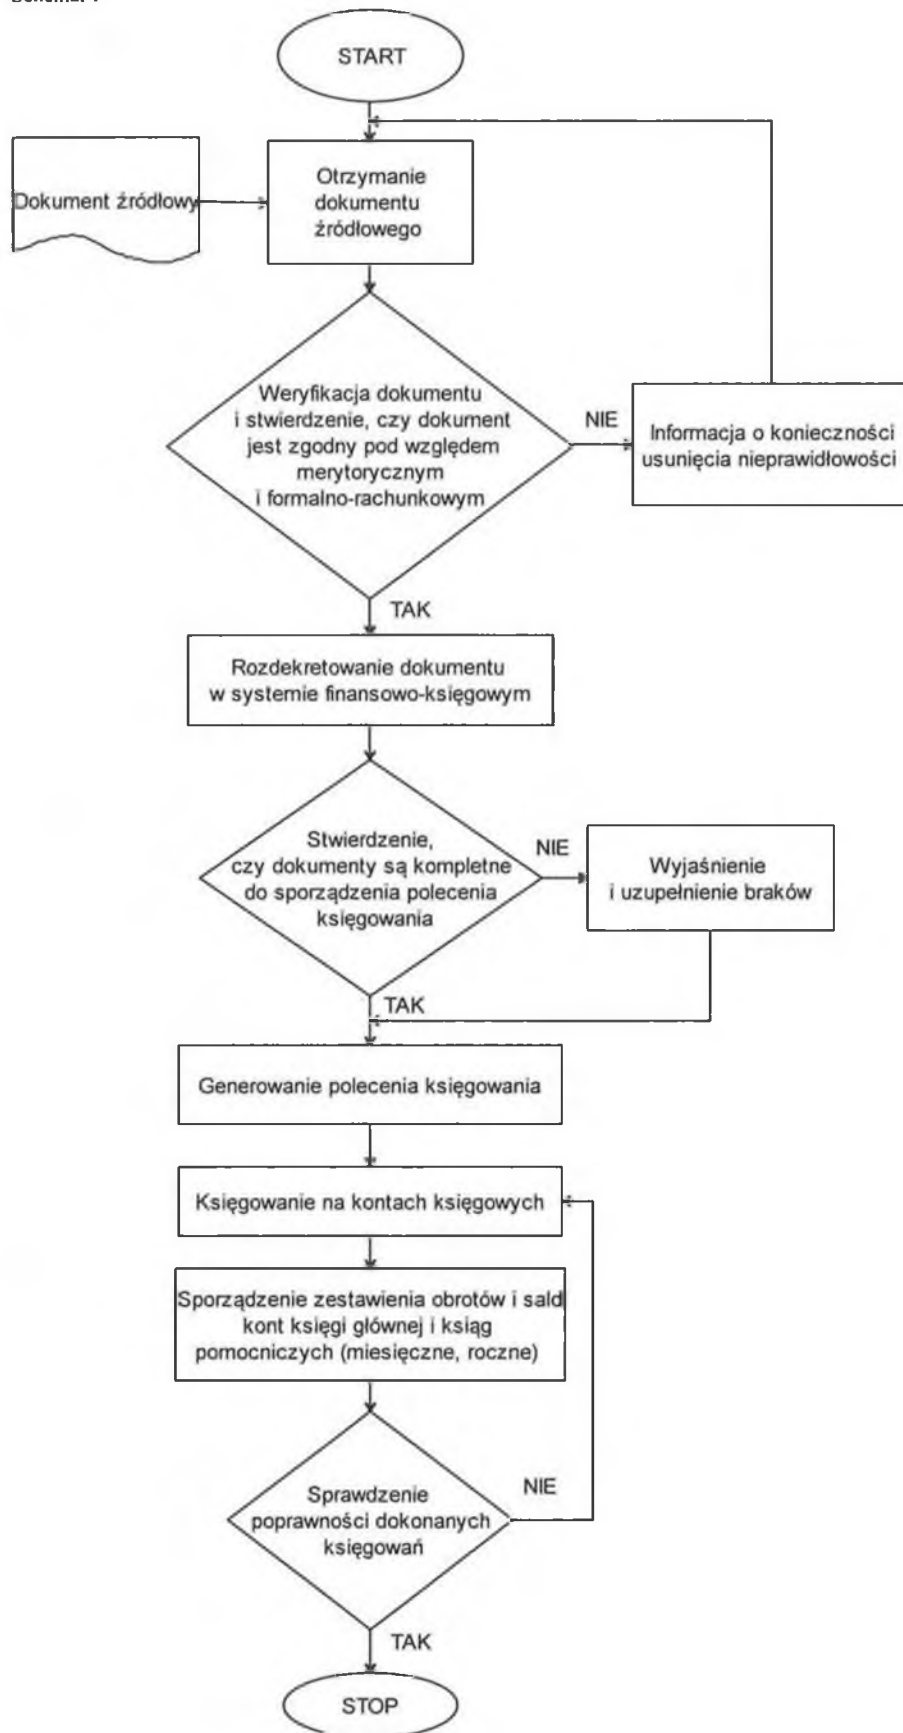 START
Dokument źródłowy
Otrzymanie
dokumentu
źródłowego
Weryfikacja dokumentu
i stwierdzenie, czy dokument
jest zgodny pod względem
merytorycznym
i formalno-rachunkowym
NIE
Informacja o konieczności
usunięcia nieprawidłowości
TAK
Rozdekretowanie dokumentu
w systemie finansowo-księgowym
Stwierdzenie,
czy dokumenty są kompletne
do sporządzenia polecenia
księgowania
NIE
Wyjaśnienie
i uzupełnienie braków
TAK
Generowanie polecenia księgowania
Księgowanie na kontach księgowych
Sporządzenie zestawienia obrotów i sald
kont księgi głównej i ksiąg
pomocniczych (miesięczne, roczne)
Sprawdzenie
poprawności dokonanych
księgowań
NIE
TAK
STOP